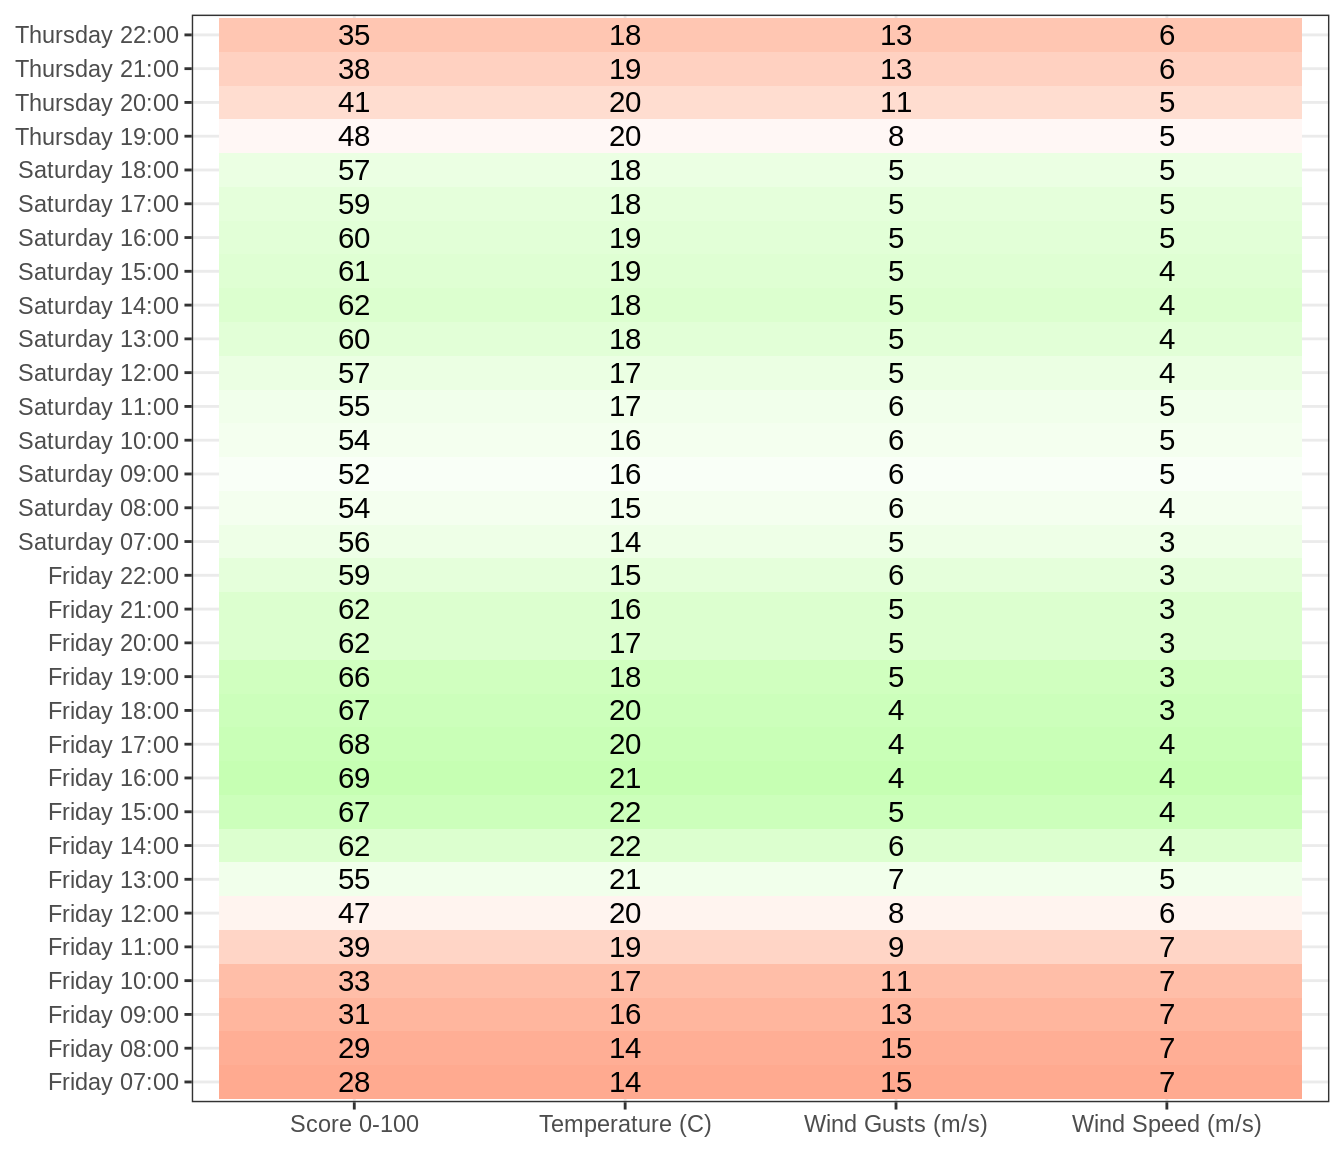 Thursday 22:00 35 18 13 6
Thursday 21:00 38 19 13 6
Thursday 20:00 41 20 11 5
Thursday 19:00 48 20 8 5
Saturday 18:00 57 18 5 5
Saturday 17:00 59 18 5 5
Saturday 16:00 60 19 5 5
Saturday 15:00 61 19 5 4
Saturday 14:00 62 18 5 4
Saturday 13:00 60 18 5 4
Saturday 12:00 57 17 5 4
Saturday 11:00 55 17 6 5
Saturday 10:00 54 16 6 5
Saturday 09:00 52 16 6 5
Saturday 08:00 54 15 6 4
Saturday 07:00 56 14 5 3
Friday 22:00 59 15 6 3
Friday 21:00 62 16 5 3
Friday 20:00 62 17 5 3
Friday 19:00 66 18 5 3
Friday 18:00 67 20 4 3
Friday 17:00 68 20 4 4
Friday 16:00 69 21 4 4
Friday 15:00 67 22 5 4
Friday 14:00 62 22 6 4
Friday 13:00 55 21 7 5
Friday 12:00 47 20 8 6
Friday 11:00 39 19 9 7
Friday 10:00 33 17 11 7
Friday 09:00 31 16 13 7
Friday 08:00 29 14 15 7
Friday 07:00 28 14 15 7
Score 0-100 Temperature (C) Wind Gusts (m/s) Wind Speed (m/s)